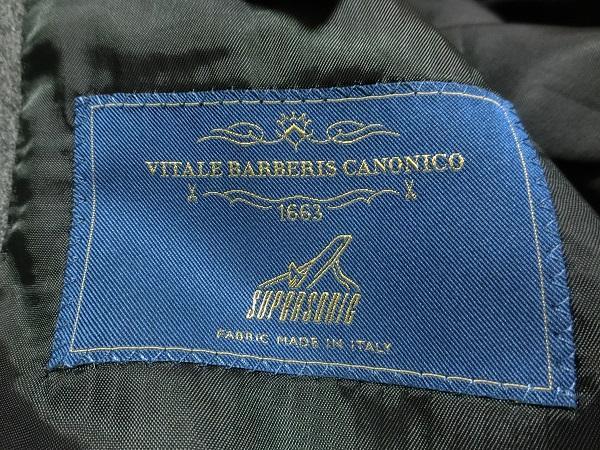 VITALE BARBERIS CANONICO
1663
SUPERSONIC
FABRIC MADE IN ITALY